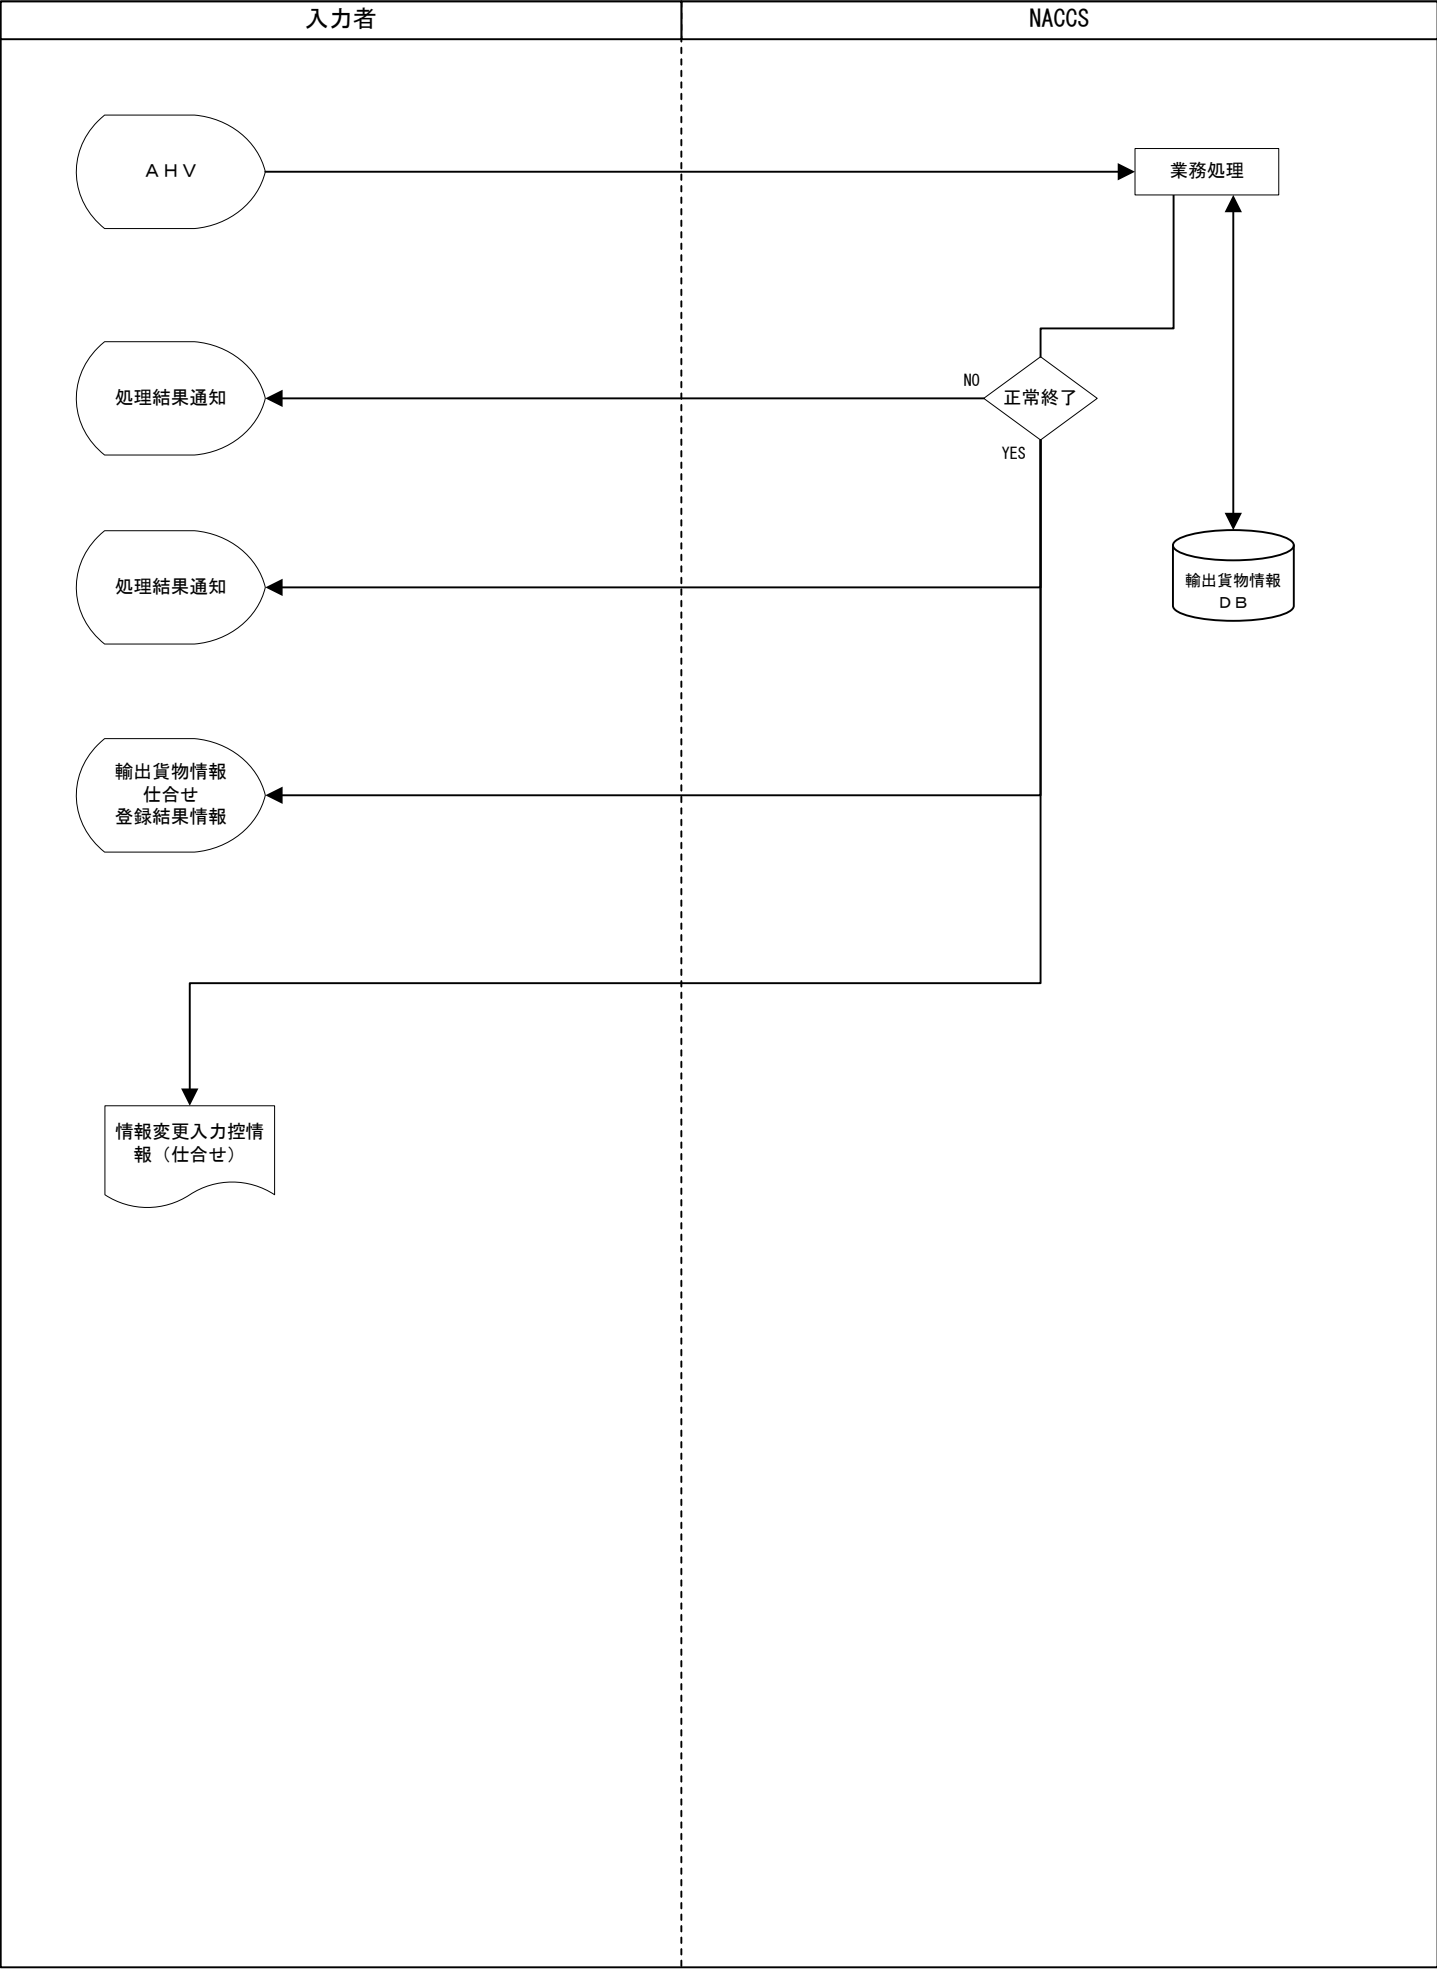 入力者
NACCS
ＡＨＶ
業務処理
処理結果通知
NO
正常終了
YES
処理結果通知
輸出貨物情報
ＤＢ
輸出貨物情報
仕合せ
登録結果情報
情報変更入力控情
報（仕合せ）